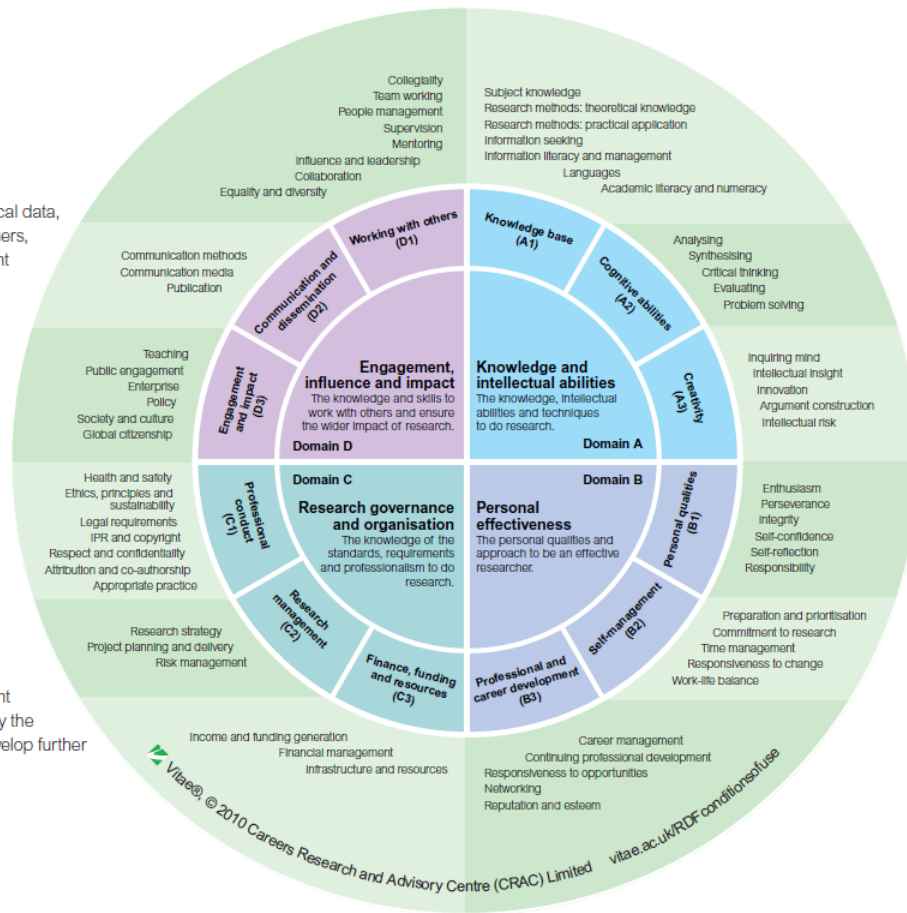 Collegiality
Team working
People management
Supervision
Mentoring
Influence and leadership
Collaboration
Equality and diversity
Subject knowledge
Research methods: theoretical knowledge
Research methods: practical application
Information seeking
Information literacy and management
Languages
Academic literacy and numeracy
cal data,
ners,
nt
Working with others
(D1)
Knowledge base
(A1)
Communication methods
Communication media
Publication
Communication and
dissemination
(D2)
Cognitive abilities
(A2)
Analysing
Synthesising
Critical thinking
Evaluating
Problem solving
Teaching
Public engagement
Enterprise
Policy
Society and culture
Global citizenship
Engagement
and impact
(D3)
Engagement,
influence and impact
The knowledge and skills to
work with others and ensure
the wider impact of research.
Domain D
Knowledge and
intellectual abilities
The knowledge, intellectual
abilities and techniques
to do research.
Domain A
Creativity
(A3)
Inquiring mind
Intellectual insight
Innovation
Argument construction
Intellectual risk
Health and safety
Ethics, principles and
sustainability
Legal requirements
IPR and copyright
Respect and confidentiality
Attribution and co-authorship
Appropriate practice
Professional
conduct
(C1)
Domain C
Research governance
and organisation
The knowledge of the
standards, requirements
and professionalism to do
research.
Domain B
Personal
effectiveness
The personal qualities and
approach to be an effective
researcher.
Personal qualities
(B1)
Enthusiasm
Perseverance
Integrity
Self-confidence
Self-reflection
Responsibility
Research strategy
Project planning and delivery
Risk management
Research
management
(C2)
Self-management
(B2)
Preparation and prioritisation
Commitment to research
Time management
Responsiveness to change
Work-life balance
Finance, funding
and resources
(C3)
Professional and
career development
(B3)
nt
y the
velop further
Income and funding generation
Financial management
Infrastructure and resources
Career management
Continuing professional development
Responsiveness to opportunities
Networking
Reputation and esteem
Vitae®, © 2010 Careers Research and Advisory Centre (CRAC) Limited vitae.ac.uk/RDFconditionsofuse